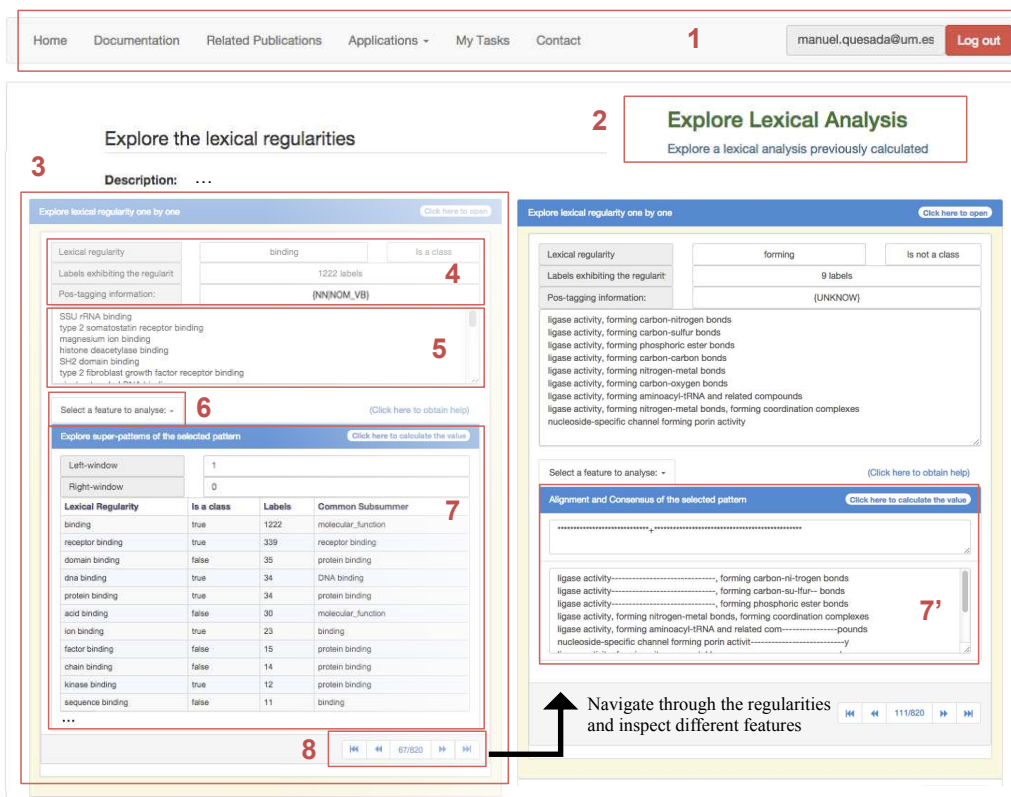 Home Documentation Related Publications Applications My Tasks Contact 1 manuel.quesada@um.es Log out
2 Explore Lexical Analysis
Explore a lexical analysis previously calculated
Explore the lexical regularities
3
Description: ...
Explore lexical regularity one by one Click here to open
Lexical regularity binding Is a class
Labels exhibiting the regularit 1222 labels 4
Pos-tagging information: {NN|NOM_VB}
SSU rRNA binding
type 2 somatostatin receptor binding
magnesium ion binding
histone deacetylase binding
SH2 domain binding
type 2 fibroblast growth factor receptor binding
5
Select a feature to analyse: 6 (Click here to obtain help)
Explore super-patterns of the selected pattern Click here to calculate the value
Left-window 1
Right-window 0
7
Lexical Regularity Is a class Labels Common Subsummer
binding true 1222 molecular_function
receptor binding true 339 receptor binding
domain binding false 35 protein binding
dna binding true 34 DNA binding
protein binding true 34 protein binding
acid binding false 30 molecular_function
ion binding true 23 binding
factor binding false 15 protein binding
chain binding false 14 protein binding
kinase binding true 12 protein binding
sequence binding false 11 binding
...
8 67/820
Explore lexical regularity one by one Click here to open
Lexical regularity forming Is not a class
Labels exhibiting the regularit 9 labels
Pos-tagging information: {UNKNOW}
ligase activity, forming carbon-nitrogen bonds
ligase activity, forming carbon-sulfur bonds
ligase activity, forming phosphoric ester bonds
ligase activity, forming carbon-carbon bonds
ligase activity, forming nitrogen-metal bonds
ligase activity, forming carbon-oxygen bonds
ligase activity, forming aminoacyl-tRNA and related compounds
ligase activity, forming nitrogen-metal bonds, forming coordination complexes
nucleoside-specific channel forming porin activity
Select a feature to analyse: (Click here to obtain help)
Alignment and Consensus of the selected pattern Click here to calculate the value
*****************************+***********************************************
ligase activity------------------------------, forming carbon-ni-trogen bonds
ligase activity------------------------------, forming carbon-su-lfur-- bonds
ligase activity------------------------------, forming phosphoric ester bonds
ligase activity, forming nitrogen-metal bonds, forming coordination complexes
ligase activity, forming aminoacyl-tRNA and related com----------------pounds
nucleoside-specific channel forming porin activit---------------------------y
7'
Navigate through the regularities
and inspect different features
111/820